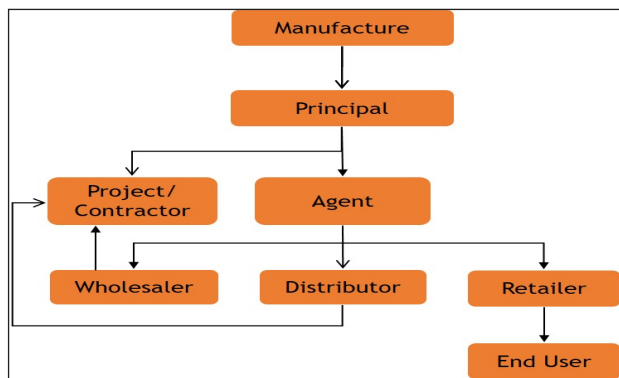 Manufacture
Principal
Project/
Contractor
Agent
Wholesaler
Distributor
Retailer
End User